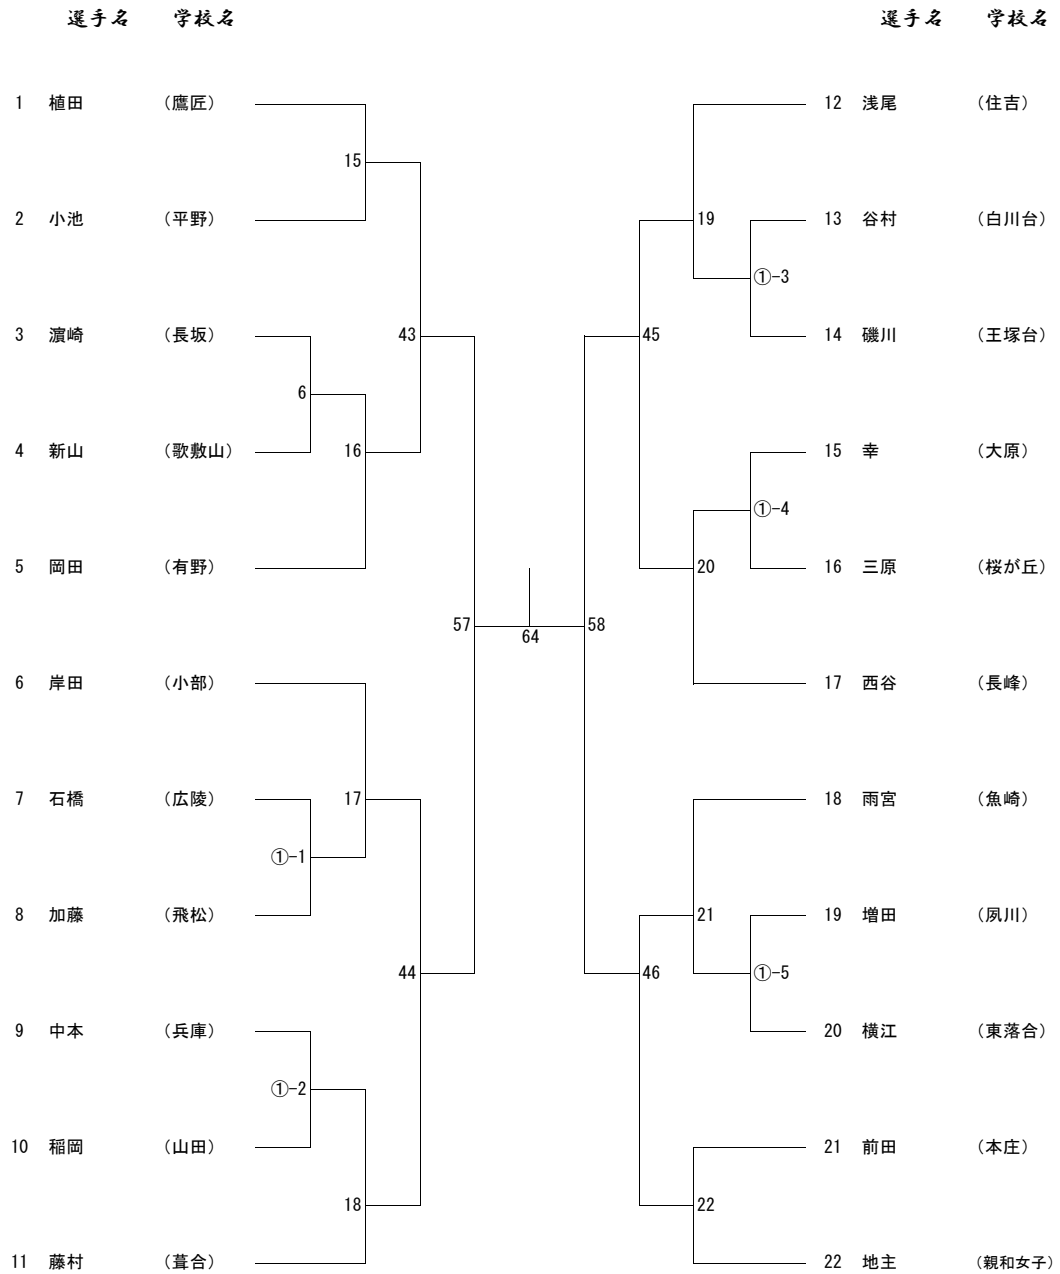 選手名 学校名
1 植田 (鷹匠)
15
2 小池 (平野)
3 濵崎 (長坂)
43
6
4 新山 (歌敷山)
16
5 岡田 (有野)
57
6 岸田 (小部)
7 石橋 (広陵)
17
①-1
8 加藤 (飛松)
44
9 中本 (兵庫)
①-2
10 稲岡 (山田)
18
11 藤村 (葺合)
64
選手名 学校名
12 浅尾 (住吉)
19
13 谷村 (白川台)
①-3
45
14 磯川 (王塚台)
15 幸 (大原)
①-4
20
16 三原 (桜が丘)
58
17 西谷 (長峰)
18 雨宮 (魚崎)
21
19 増田 (夙川)
46
①-5
20 横江 (東落合)
21 前田 (本庄)
22
22 地主 (親和女子)